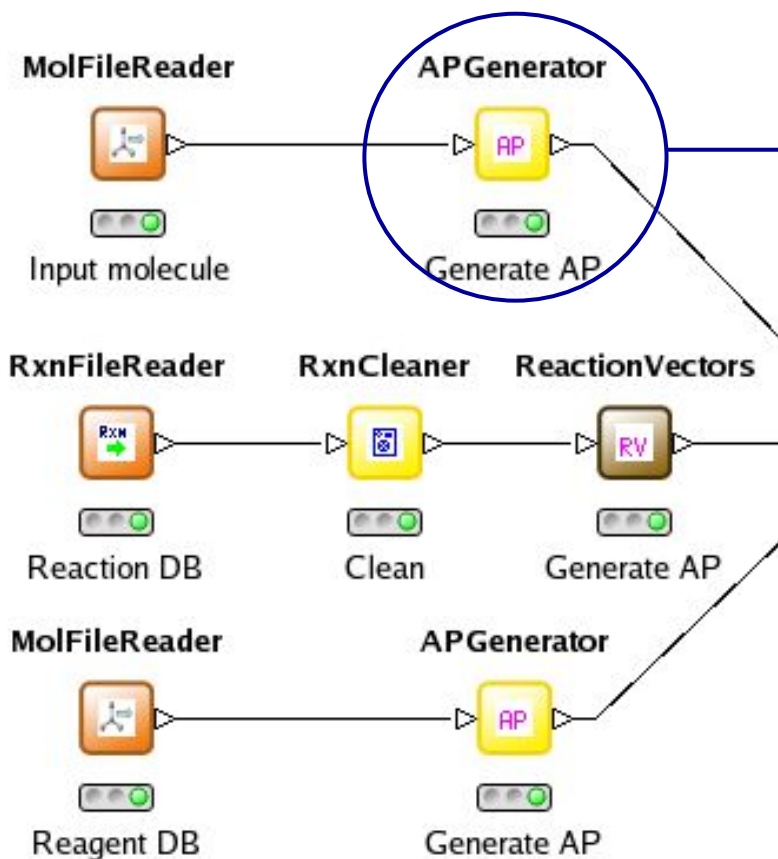 MolFileReader APGenerator
AP
Input molecule Generate AP
RxnFileReader RxnCleaner ReactionVectors
RXN RV
Reaction DB Clean Generate AP
MolFileReader APGenerator
AP
Reagent DB Generate AP